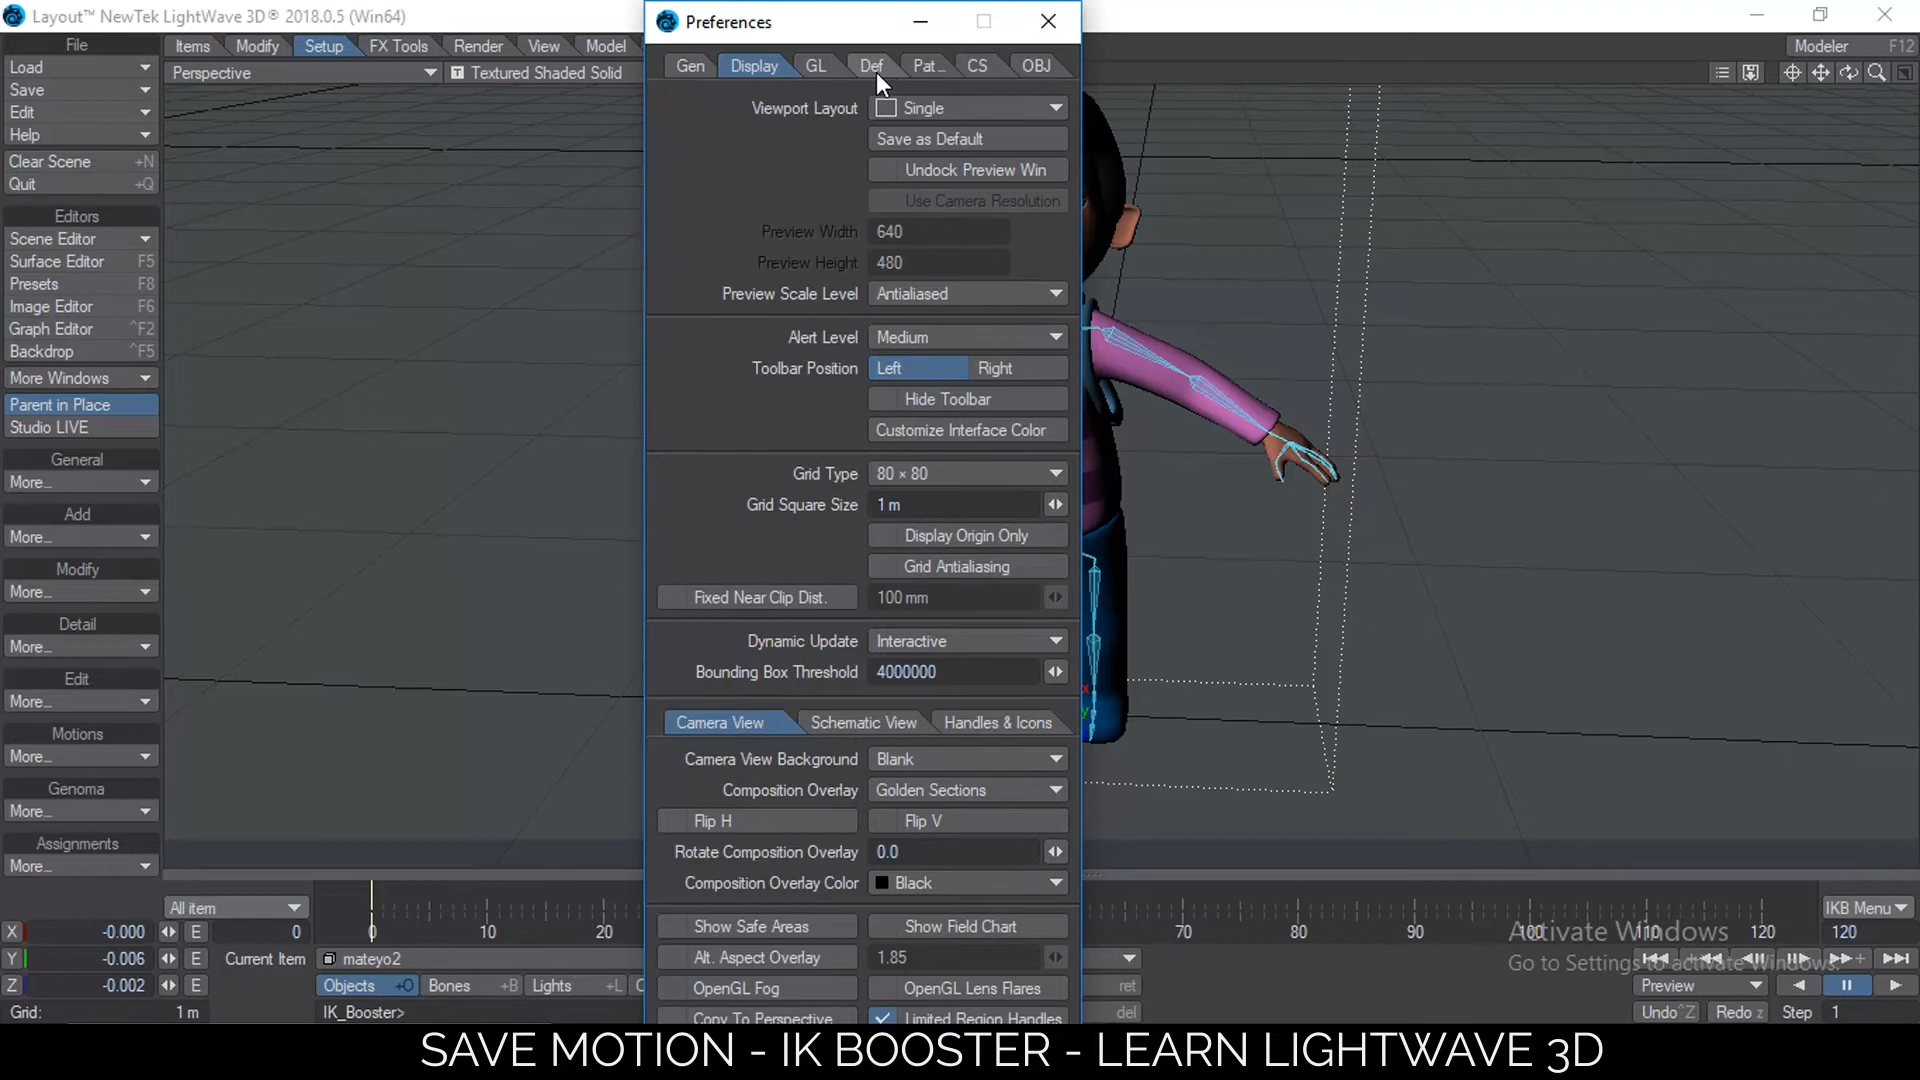 Layout™ NewTek LightWave 3D® 2018.0.5 (Win64)
Preferences
File
Items
Modify
Setup
FX Tools
Render
View
Model
Modeler F12
Perspective
T Textured Shaded Solid
Load
Save
Edit
Help
Clear Scene +N
Quit +Q
Editors
Scene Editor
Surface Editor F5
Presets F8
Image Editor F6
Graph Editor ^F2
Backdrop ^F5
More Windows
Parent in Place
Studio LIVE
General
More...
Add
More...
Modify
More...
Detail
More...
Edit
More...
Motions
More...
Genoma
More...
Assignments
More...
Gen
Display
GL
Def
Pat...
CS
OBJ
Viewport Layout Single
Save as Default
Undock Preview Win
Use Camera Resolution
Preview Width 640
Preview Height 480
Preview Scale Level Antialiased
Alert Level Medium
Toolbar Position Left Right
Hide Toolbar
Customize Interface Color
Grid Type 80 × 80
Grid Square Size 1 m
Display Origin Only
Grid Antialiasing
Fixed Near Clip Dist. 100 mm
Dynamic Update Interactive
Bounding Box Threshold 4000000
Camera View Schematic View Handles & Icons
Camera View Background Blank
Composition Overlay Golden Sections
Flip H Flip V
Rotate Composition Overlay 0.0
Composition Overlay Color Black
Show Safe Areas Show Field Chart
Alt. Aspect Overlay 1.85
OpenGL Fog OpenGL Lens Flares
Copy To Perspective Limited Region Handles
x
y
All item
IKB Menu
X -0.000 E 0
0 10 20 70 80 90 100 110 120 120
Y -0.006 E Current Item mateyo2
Z -0.002 E Objects +O Bones +B Lights +L C
ret
Preview
Grid: 1 m IK_Booster>
del
Undo ^Z Redo z Step 1
Activate Windows
Go to Settings to activate Windows.
SAVE MOTION - IK BOOSTER - LEARN LIGHTWAVE 3D